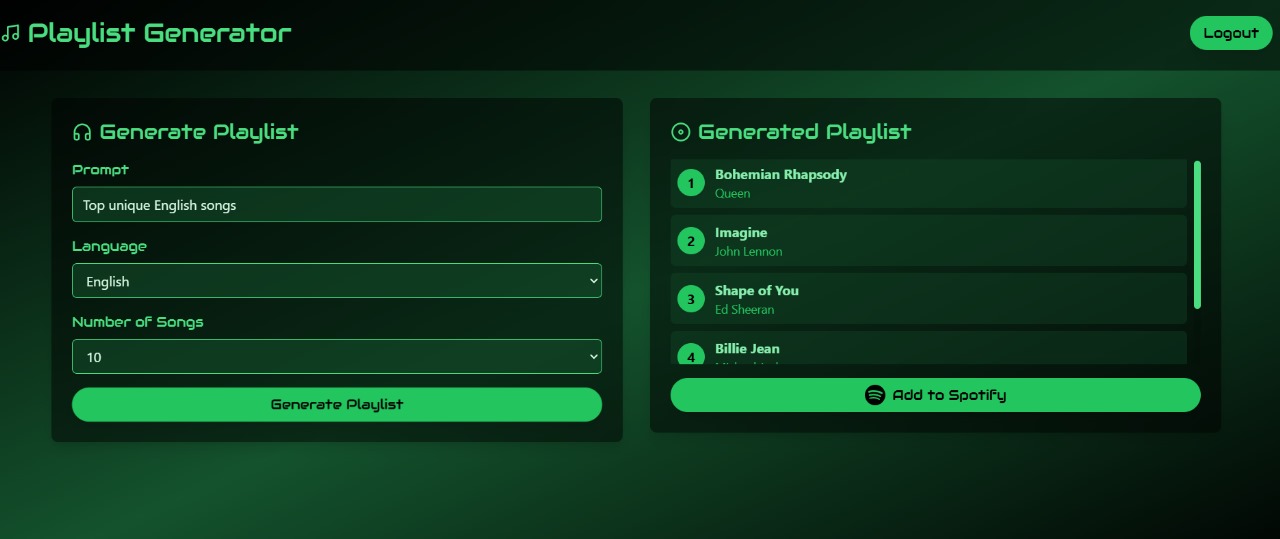 Playlist Generator
Logout
Generate Playlist
Prompt
Top unique English songs
Language
English
Number of Songs
10
Generate Playlist
Generated Playlist
1
Bohemian Rhapsody
Queen
2
Imagine
John Lennon
3
Shape of You
Ed Sheeran
4
Billie Jean
Add to Spotify